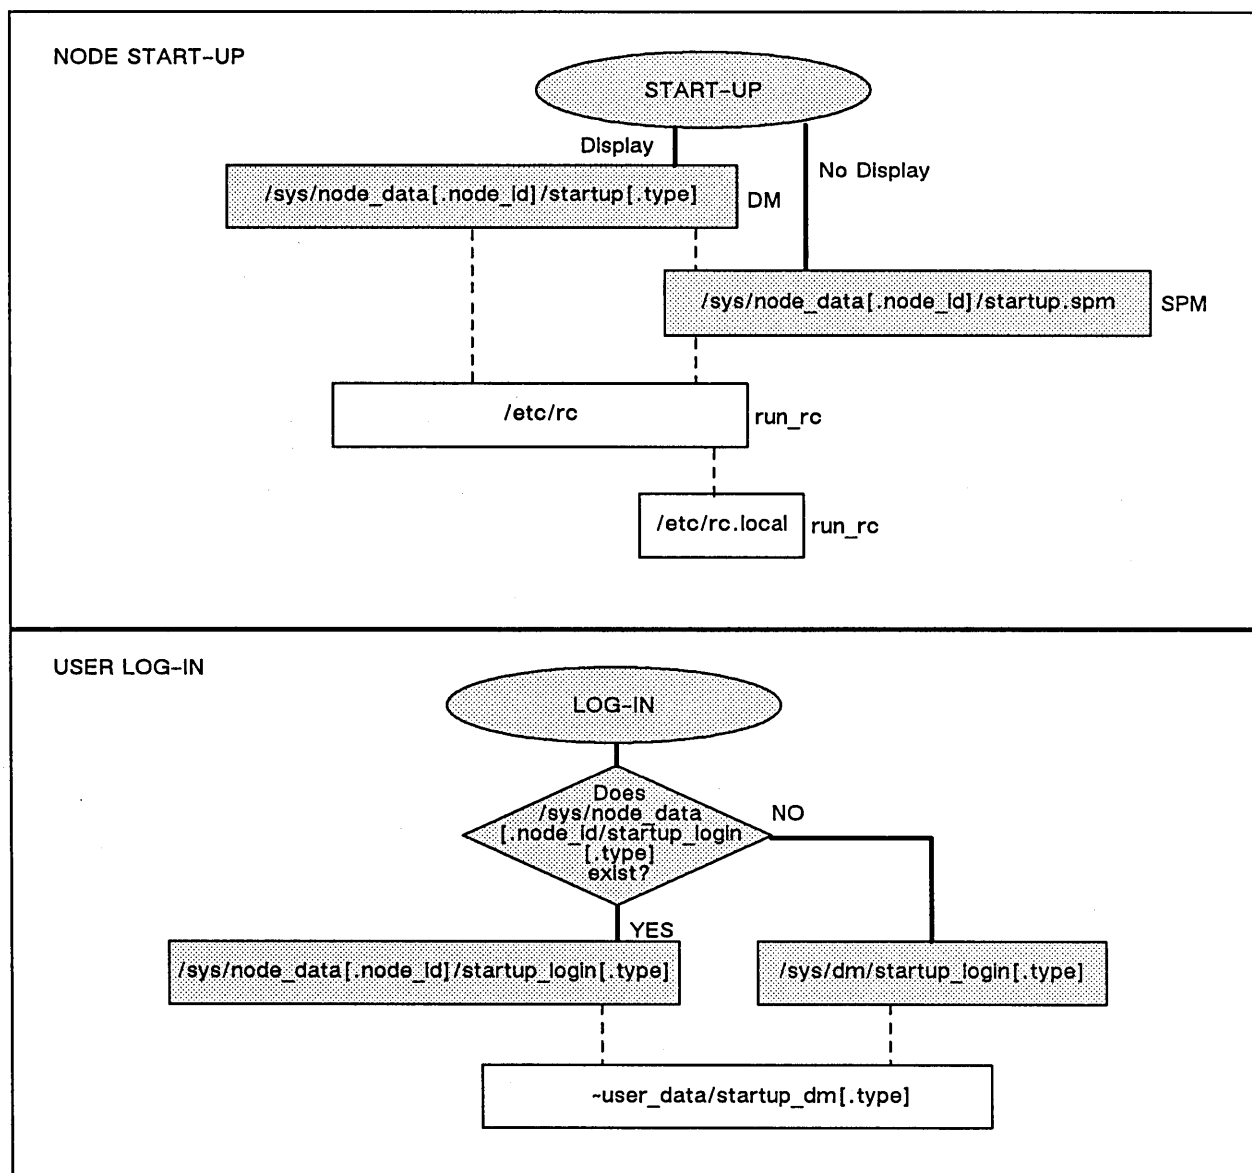 NODE START-UP
START-UP
Display
No Display
/sys/node_data[.node_id]/startup[.type]
DM
/sys/node_data[.node_id]/startup.spm
SPM
/etc/rc
run_rc
/etc/rc.local
run_rc
USER LOG-IN
LOG-IN
Does
/sys/node_data
[.node_id/startup_login
[.type]
exist?
NO
YES
/sys/node_data[.node_id]/startup_login[.type]
/sys/dm/startup_login[.type]
~user_data/startup_dm[.type]